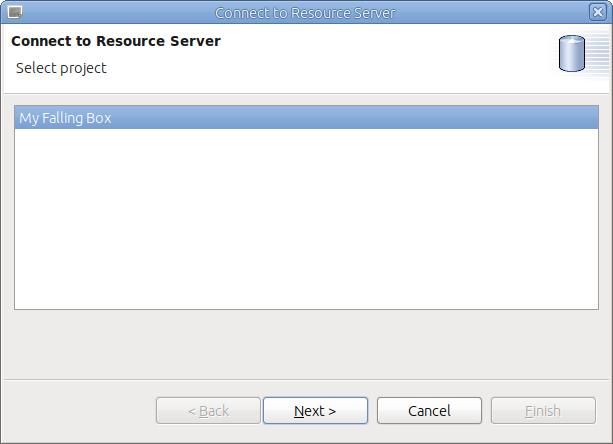 Connect to Resource Server
Connect to Resource Server
Select project
My Falling Box
< Back
Next >
Cancel
Finish